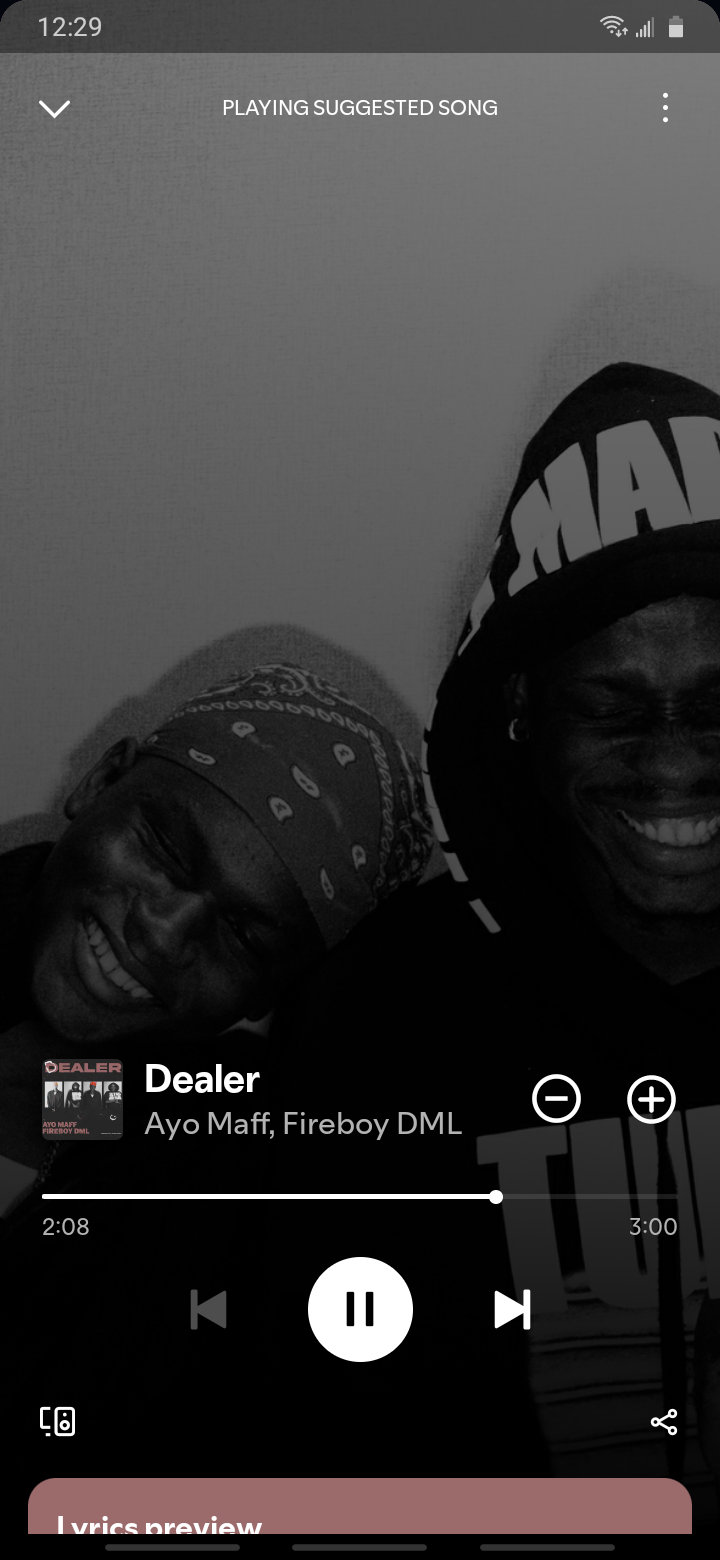 12:29
PLAYING SUGGESTED SONG
MAD
DEALER
AYO MAFF
FIREBOY DML
Dealer
Ayo Maff, Fireboy DML
2:08
3:00
Lyrics preview